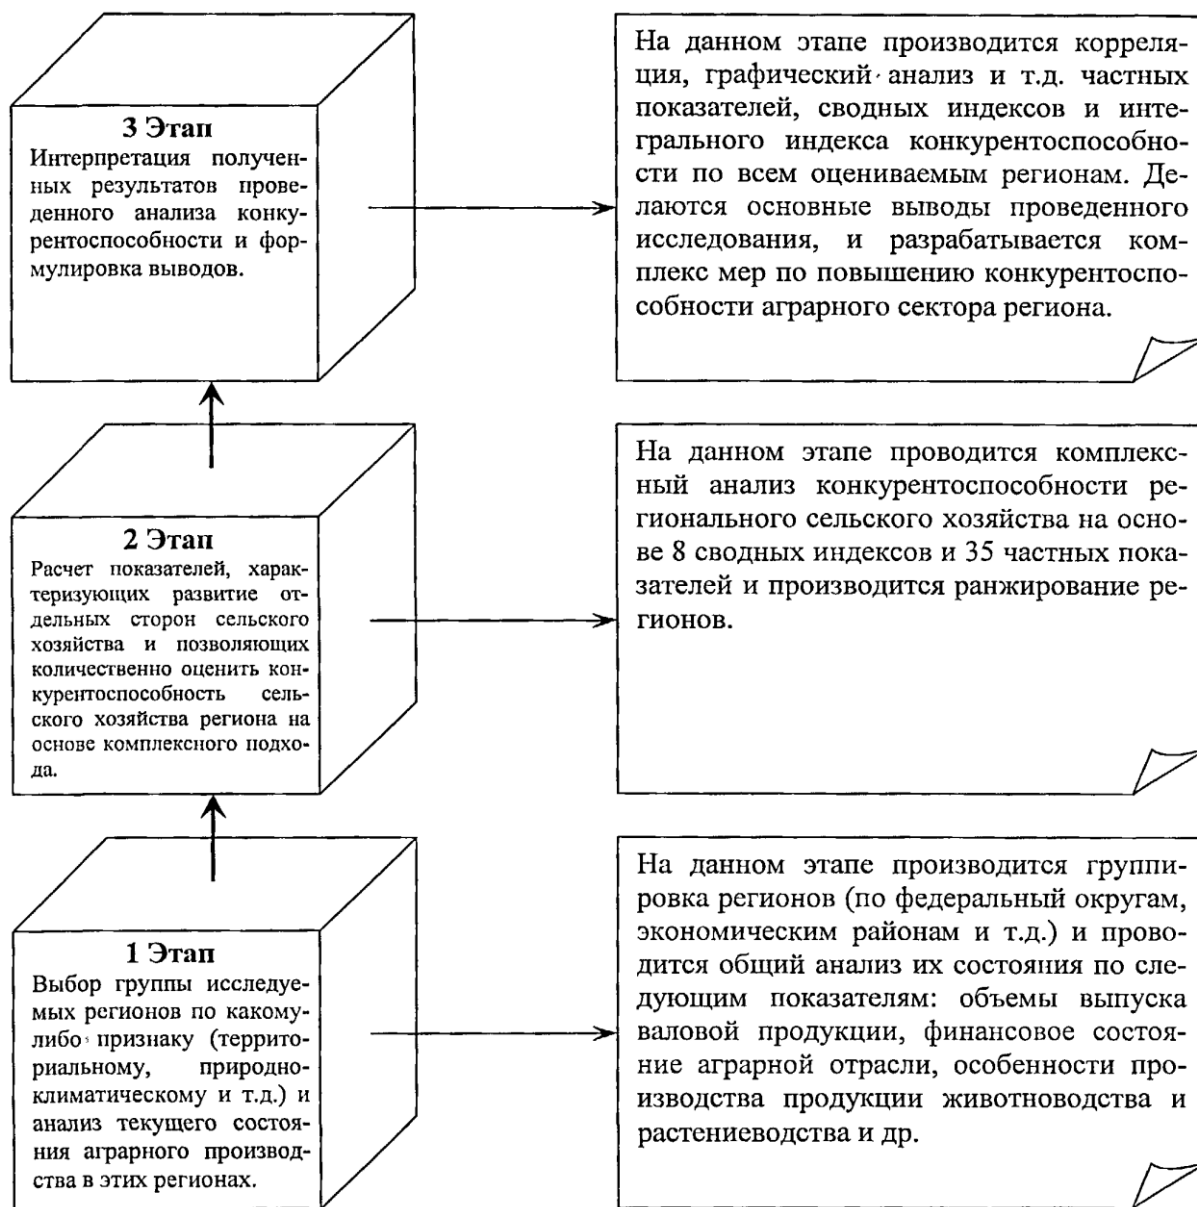 3 Этап
Интерпретация получен-
ных результатов прове-
денного анализа конку-
рентоспособности и фор-
мулировка выводов.
На данном этапе производится корреля-
ция, графический анализ и т.д. частных
показателей, сводных индексов и инте-
грального индекса конкурентоспособно-
сти по всем оцениваемым регионам. Де-
лаются основные выводы проведенного
исследования, и разрабатывается ком-
плекс мер по повышению конкурентоспо-
собности аграрного сектора региона.
2 Этап
Расчет показателей, харак-
теризующих развитие от-
дельных сторон сельского
хозяйства и позволяющих
количественно оценить кон-
курентоспособность сель-
ского хозяйства региона на
основе комплексного подхо-
да.
На данном этапе проводится комплекс-
ный анализ конкурентоспособности ре-
гионального сельского хозяйства на осно-
ве 8 сводных индексов и 35 частных пока-
зателей и производится ранжирование ре-
гионов.
1 Этап
Выбор группы исследуе-
мых регионов по какому-
либо признаку (террито-
риальному, природно-
климатическому и т.д.) и
анализ текущего состоя-
ния аграрного производ-
ства в этих регионах.
На данном этапе производится группи-
ровка регионов (по федеральный округам,
экономическим районам и т.д.) и прово-
дится общий анализ их состояния по сле-
дующим показателям: объемы выпуска
валовой продукции, финансовое состоя-
ние аграрной отрасли, особенности про-
изводства продукции животноводства и
растениеводства и др.